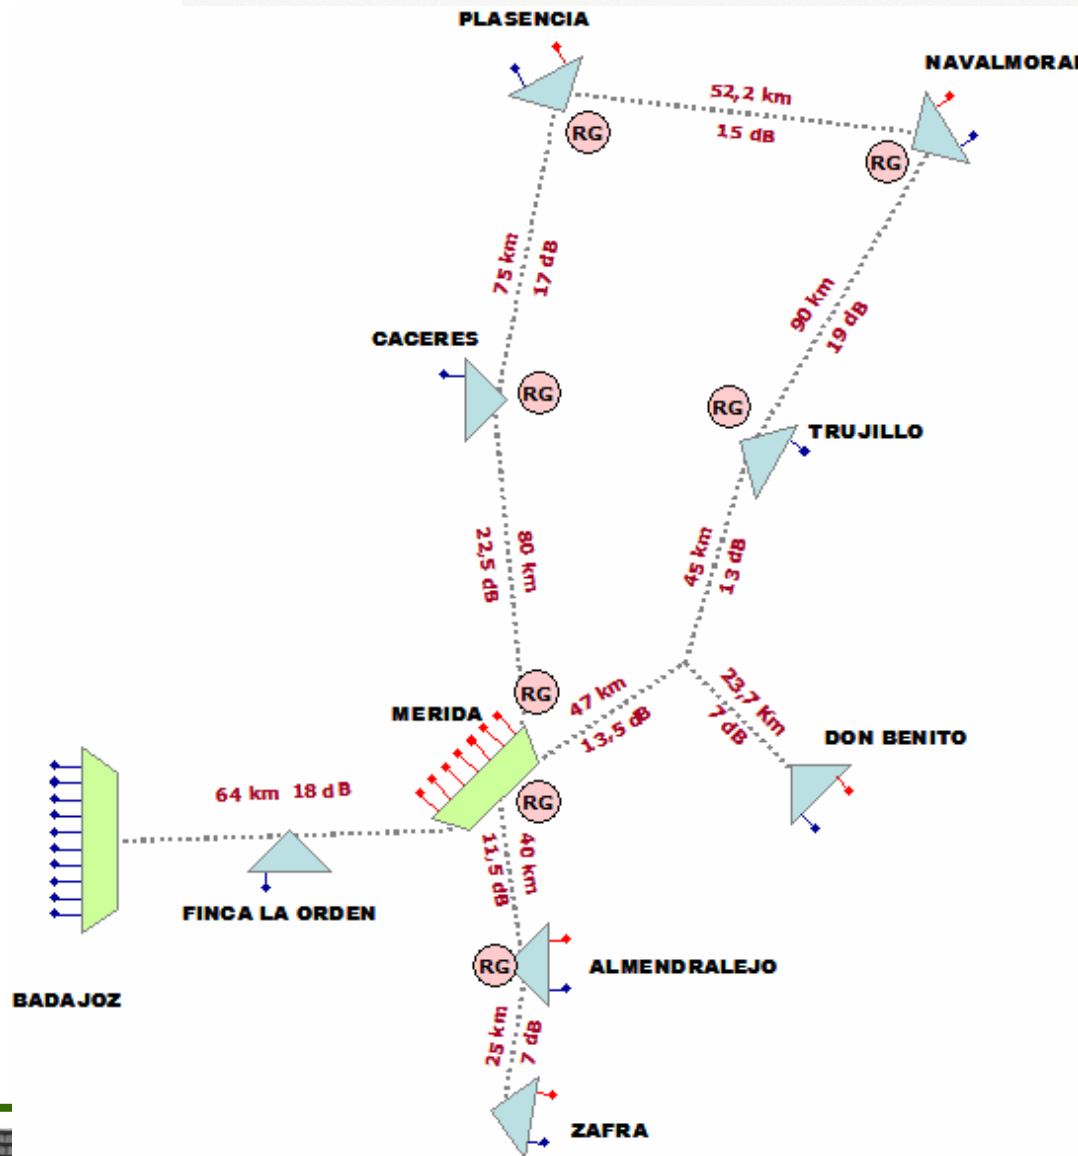 PLASENCIA
NAVALMORAL
52,2 km
15 dB
RG
RG
75 km
17 dB
90 km
19 dB
CACERES
RG
RG
TRUJILLO
22,5 dB
80 km
45 km
13 dB
RG
47 km
13,5 dB
23,7 Km
7 dB
MERIDA
DON BENITO
64 km 18 dB
RG
11,5 dB
40 km
FINCA LA ORDEN
RG
ALMENDRALEJO
BADAJOZ
25 km
7 dB
ZAFRA